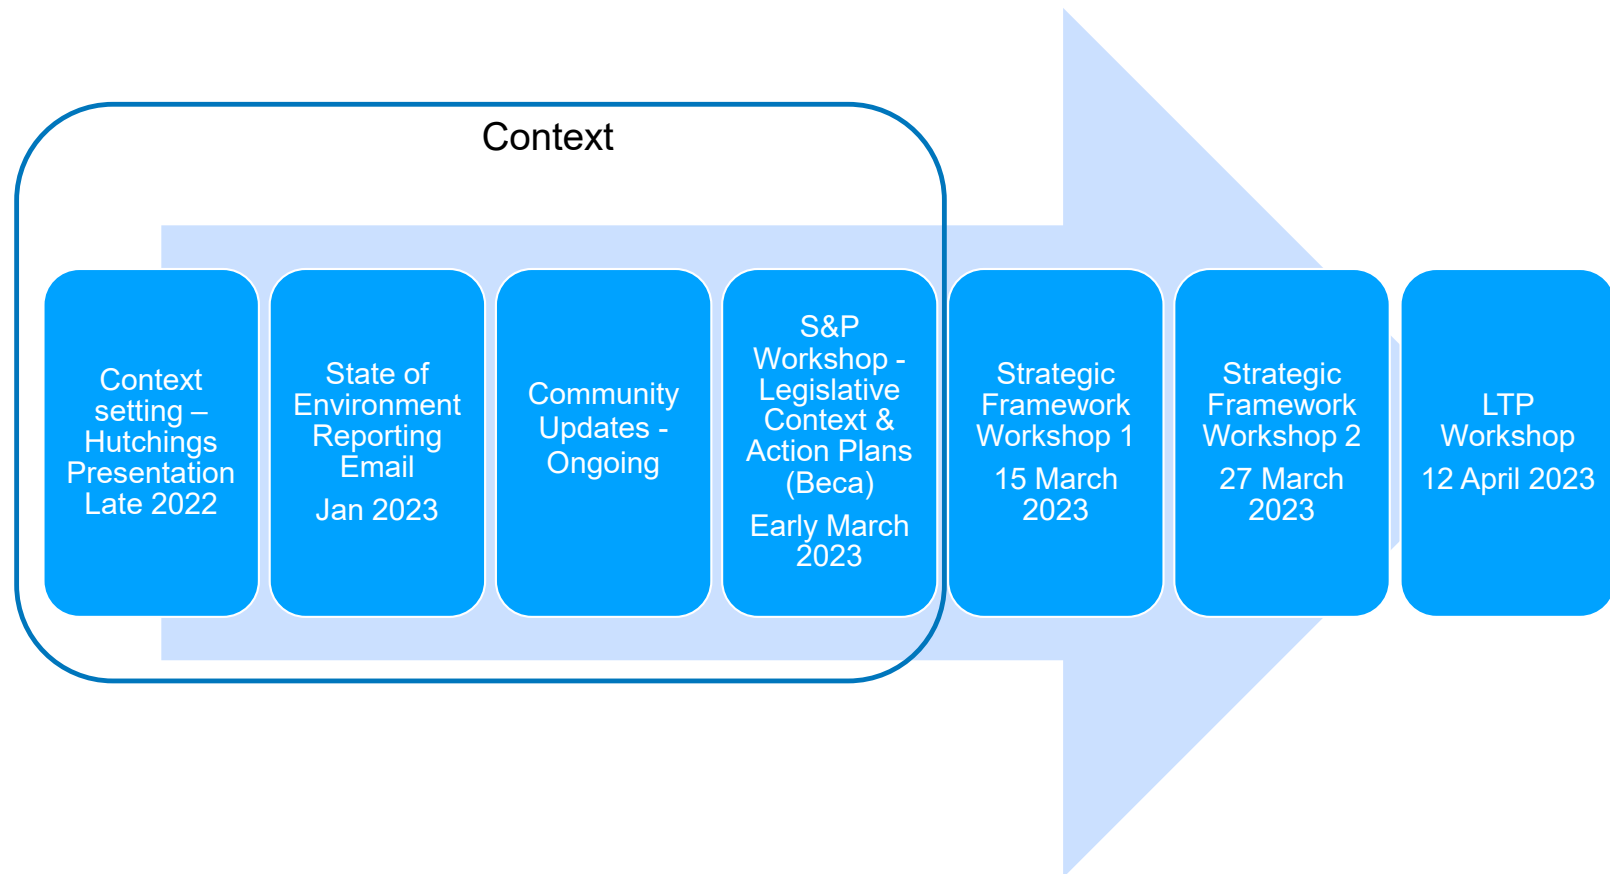 Context
Context
setting –
Hutchings
Presentation
Late 2022
State of
Environment
Reporting
Email
Jan 2023
Community
Updates -
Ongoing
S&P
Workshop -
Legislative
Context &
Action Plans
(Beca)
Early March
2023
Strategic
Framework
Workshop 1
15 March
2023
Strategic
Framework
Workshop 2
27 March
2023
LTP
Workshop
12 April 2023